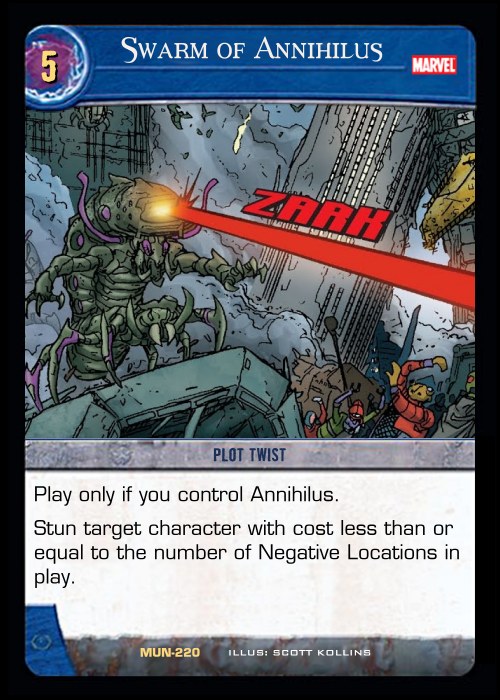 5
SWARM OF ANNIHILUS
MARVEL
ZARK
PLOT TWIST
Play only if you control Annihilus.
Stun target character with cost less than or
equal to the number of Negative Locations in
play.
MUN-220 ILLUS: SCOTT KOLLINS